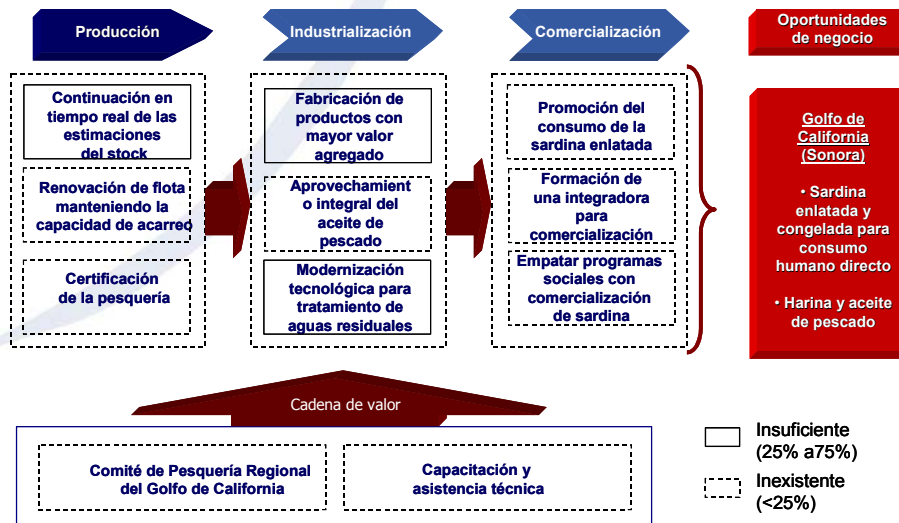 Producción
Industrialización
Comercialización
Oportunidades
de negocio
Continuación en
tiempo real de las
estimaciones
del stock
Renovación de flota
manteniendo la
capacidad de acarreo
Certificación
de la pesquería
Fabricación de
productos con
mayor valor
agregado
Aprovechamient
o integral del
aceite de
pescado
Modernización
tecnológica para
tratamiento de
aguas residuales
Promoción del
consumo de la
sardina enlatada
Formación de
una integradora
para
comercialización
Empatar programas
sociales con
comercialización
de sardina
Golfo de
California
(Sonora)
• Sardina
enlatada y
congelada para
consumo
humano directo
• Harina y aceite
de pescado
Cadena de valor
Comité de Pesquería Regional
del Golfo de California
Capacitación y
asistencia técnica
Insuficiente
(25% a75%)
Inexistente
(<25%)